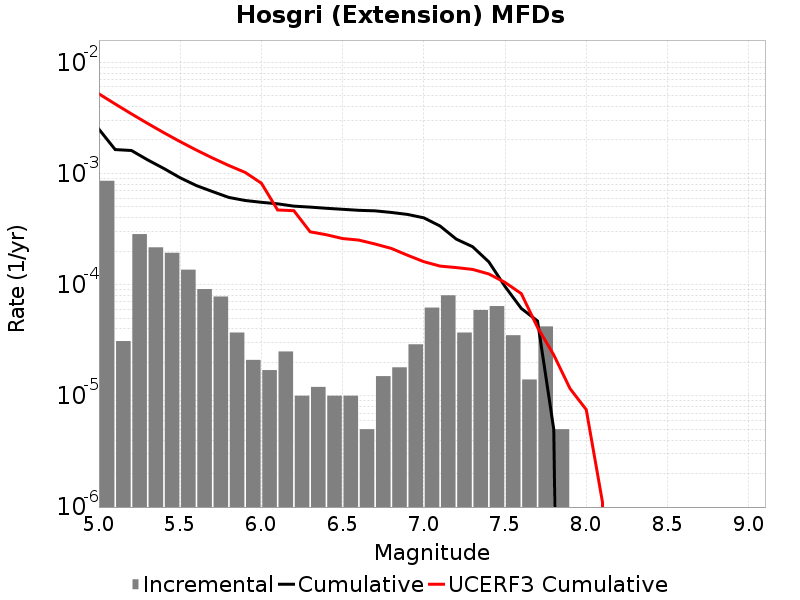 Hosgri (Extension) MFDs
10-2
10-3
10-4
10-5
10-6
Rate (1/yr)
5.0 5.5 6.0 6.5 7.0 7.5 8.0 8.5 9.0
Magnitude
Incremental Cumulative UCERF3 Cumulative